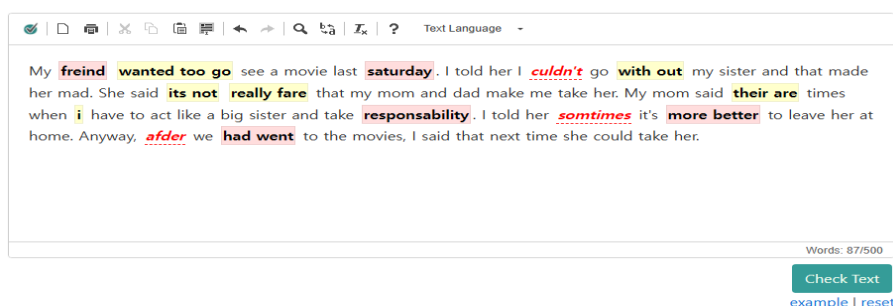 Text Language
My freind wanted too go see a movie last saturday. I told her I culdn't go with out my sister and that made
her mad. She said its not really fare that my mom and dad make me take her. My mom said their are times
when i have to act like a big sister and take responsability. I told her somtimes it's more better to leave her at
home. Anyway, afder we had went to the movies, I said that next time she could take her.
Words: 87/500
Check Text
example | reset